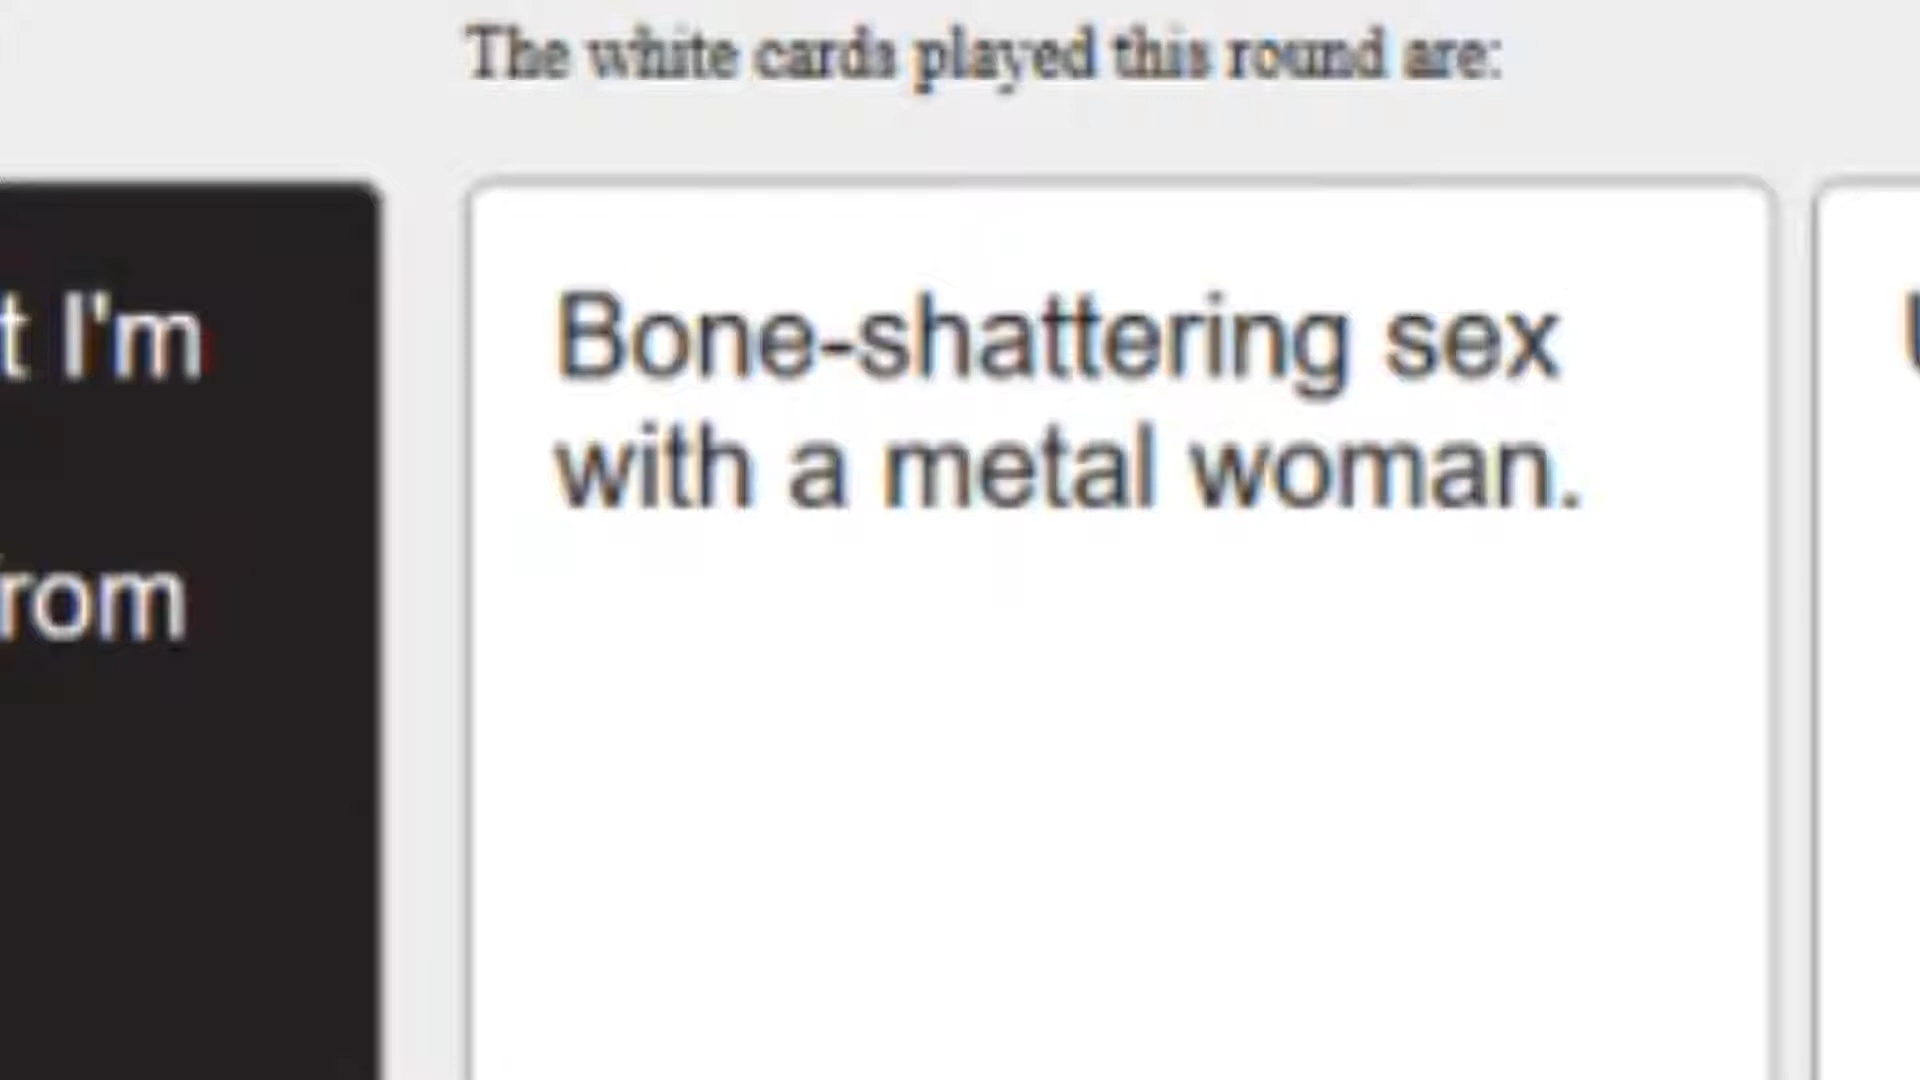 The white cards played this round are:
t I'm
rom
Bone-shattering sex
with a metal woman.